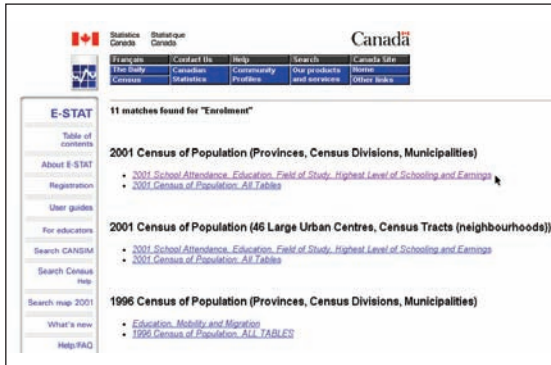 Statistics Canada
Statistique Canada
Canada
Français
Contact Us
Help
Search
Canada Site
The Daily
Canadian Statistics
Community Profiles
Our products and services
Home
Census
Other links
E-STAT
Table of contents
About E-STAT
Registration
User guides
For educators
Search CANSIM
Search Census
Help
Search map 2001
What's new
Help/FAQ
11 matches found for "Enrolment"
2001 Census of Population (Provinces, Census Divisions, Municipalities)
• 2001 School Attendance, Education, Field of Study, Highest Level of Schooling and Earnings
• 2001 Census of Population: All Tables
2001 Census of Population (46 Large Urban Centres, Census Tracts (neighbourhoods))
• 2001 School Attendance, Education, Field of Study, Highest Level of Schooling and Earnings
• 2001 Census of Population: All Tables
1996 Census of Population (Provinces, Census Divisions, Municipalities)
• Education, Mobility and Migration
• 1996 Census of Population, ALL TABLES